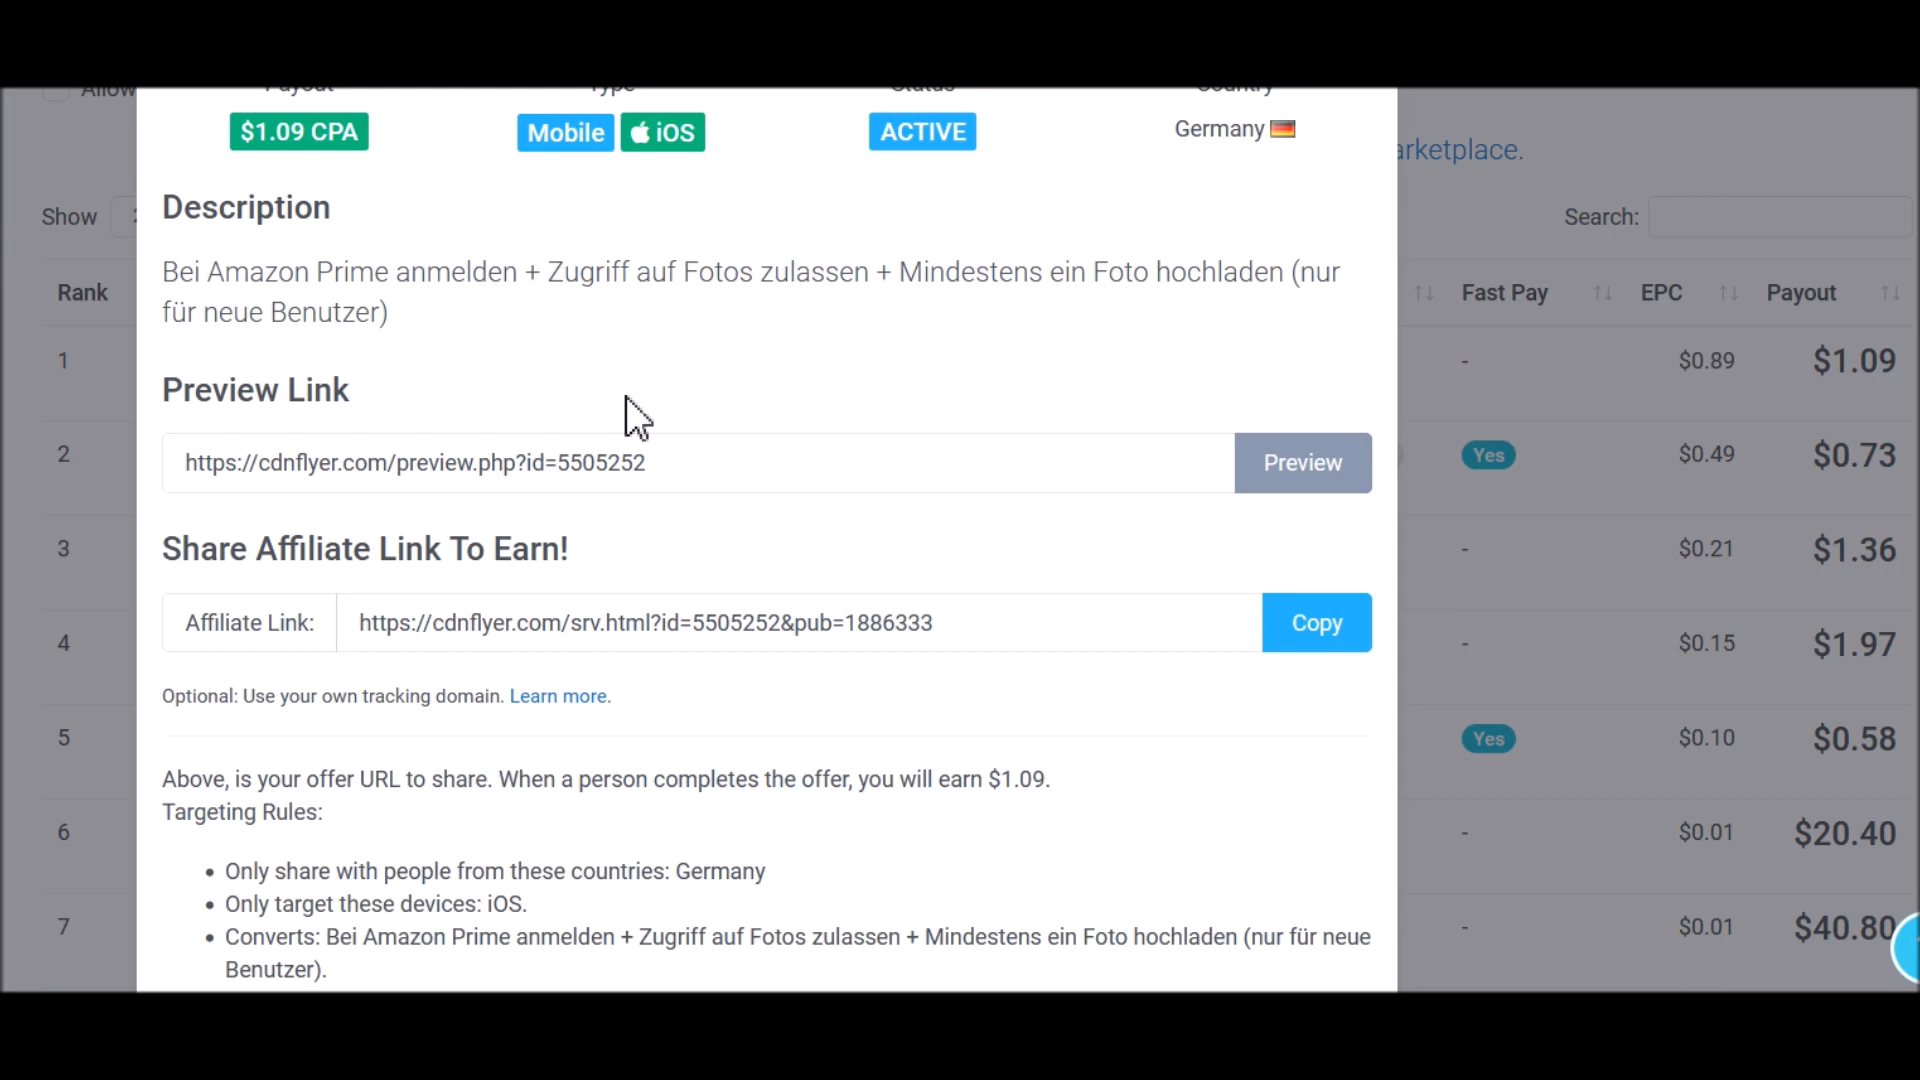 Allow
Payout Type Status Country
$1.09 CPA Mobile iOS ACTIVE Germany
arketplace.
Description
Show
Search:
Bei Amazon Prime anmelden + Zugriff auf Fotos zulassen + Mindestens ein Foto hochladen (nur
für neue Benutzer)
Rank Fast Pay EPC Payout
1 - $0.89 $1.09
Preview Link
2 Yes $0.49 $0.73
https://cdnflyer.com/preview.php?id=5505252 Preview
3 - $0.21 $1.36
Share Affiliate Link To Earn!
4 - $0.15 $1.97
Affiliate Link: https://cdnflyer.com/srv.html?id=5505252&pub=1886333 Copy
Optional: Use your own tracking domain. Learn more.
5 Yes $0.10 $0.58
Above, is your offer URL to share. When a person completes the offer, you will earn $1.09.
Targeting Rules:
6 - $0.01 $20.40
• Only share with people from these countries: Germany
• Only target these devices: iOS.
7 - $0.01 $40.80
• Converts: Bei Amazon Prime anmelden + Zugriff auf Fotos zulassen + Mindestens ein Foto hochladen (nur für neue
Benutzer).